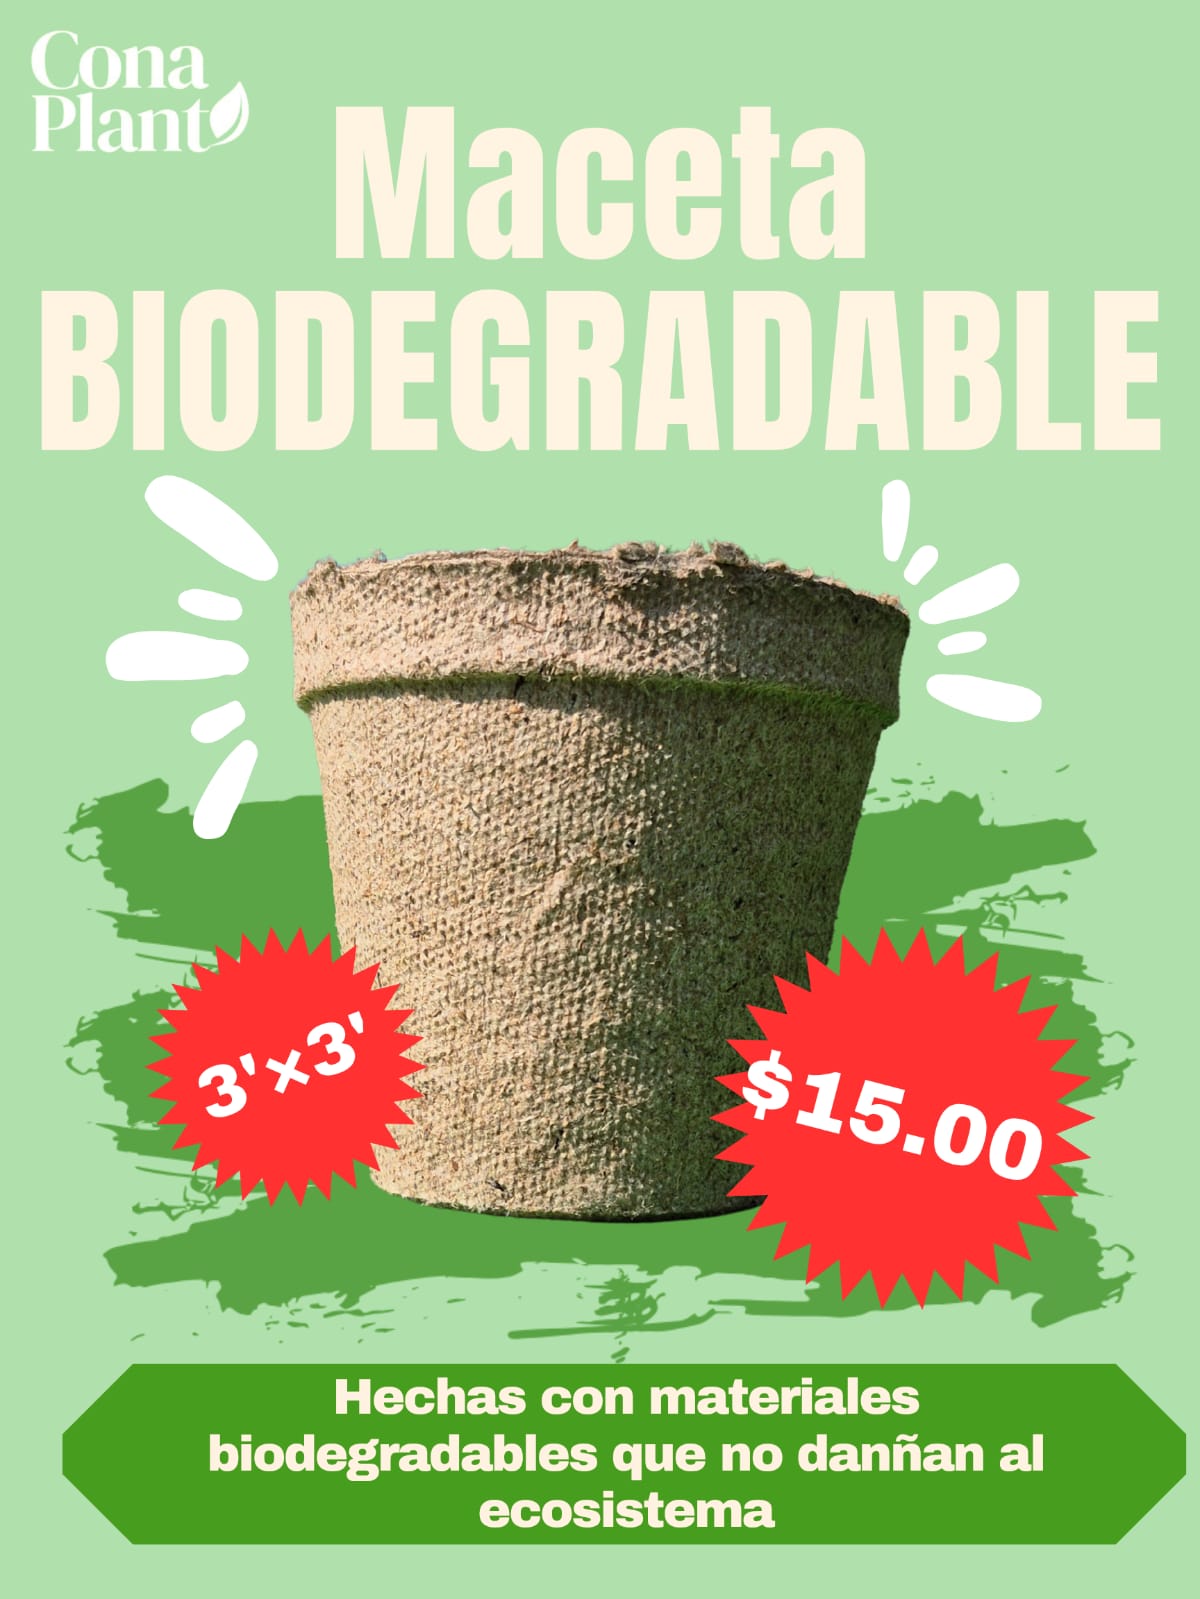 Cona
Plant
Maceta
BIODEGRADABLE
3'×3'
$15.00
Hechas con materiales
biodegradables que no danñan al
ecosistema